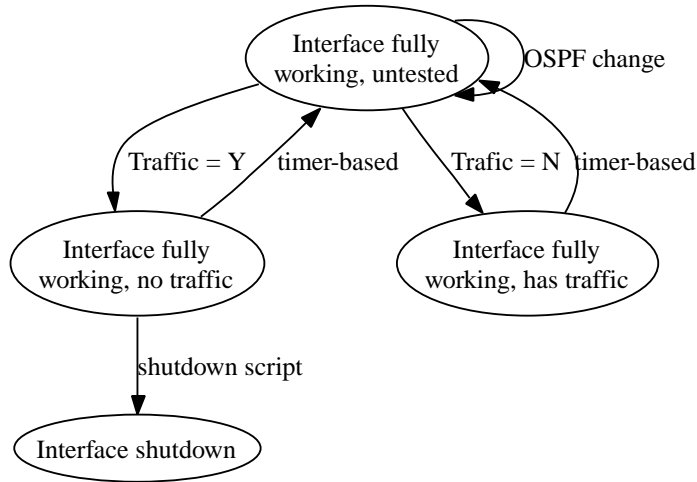 Interface fully
working, untested
OSPF change
Traffic = Y
timer-based
Trafic = N
timer-based
Interface fully
working, no traffic
Interface fully
working, has traffic
shutdown script
Interface shutdown